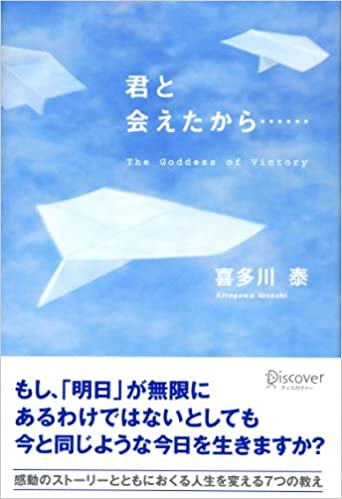 君と
会えたから……
The Goddess of Victory
喜多川 泰
Kitagawa Yasushi
Discover
ディスカヴァー
もし、「明日」が無限に
あるわけではないとしても
今と同じような今日を生きますか?
感動のストーリーとともにおくる人生を変える7つの教え